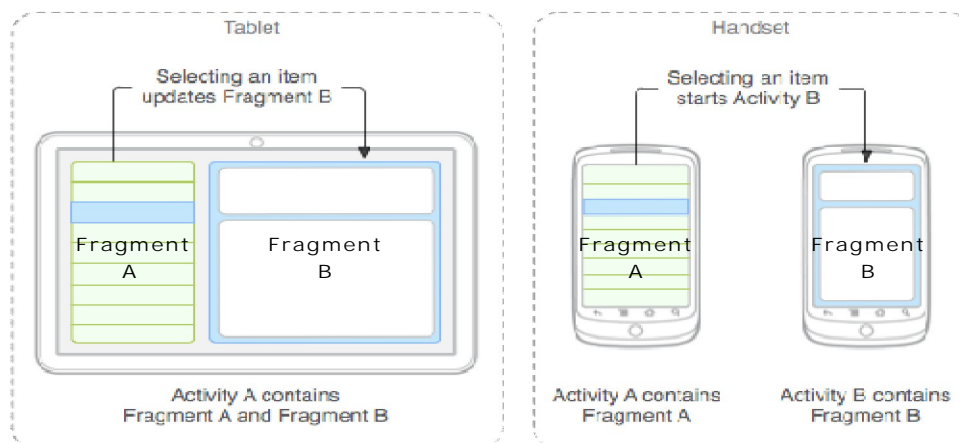 Tablet
Selecting an item
updates Fragment B
Fragment
A
Fragment
B
Activity A contains
Fragment A and Fragment B
Handset
Selecting an item
starts Activity B
Fragment
A
Fragment
B
Activity A contains
Fragment A
Activity B contains
Fragment B